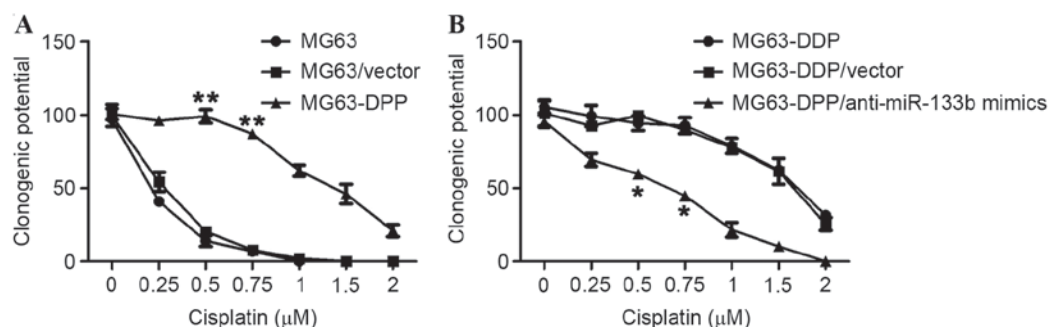 A
150
100
50
0
Clonogenic potential
MG63
MG63/vector
MG63-DPP
**
**
0 0.25 0.5 0.75 1 1.5 2
Cisplatin (μM)
B
150
100
50
0
Clonogenic potential
MG63-DDP
MG63-DDP/vector
MG63-DPP/anti-miR-133b mimics
*
*
0 0.25 0.5 0.75 1 1.5 2
Cisplatin (μM)